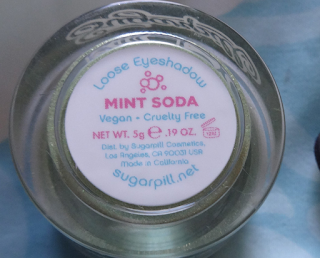 Loose Eyeshadow
MINT SODA
Vegan • Cruelty Free
NET WT. 5g e .19 OZ.
Dist. by Sugarpill Cosmetics,
Los Angeles, CA 90031 USA
Made in California
sugarpill.net